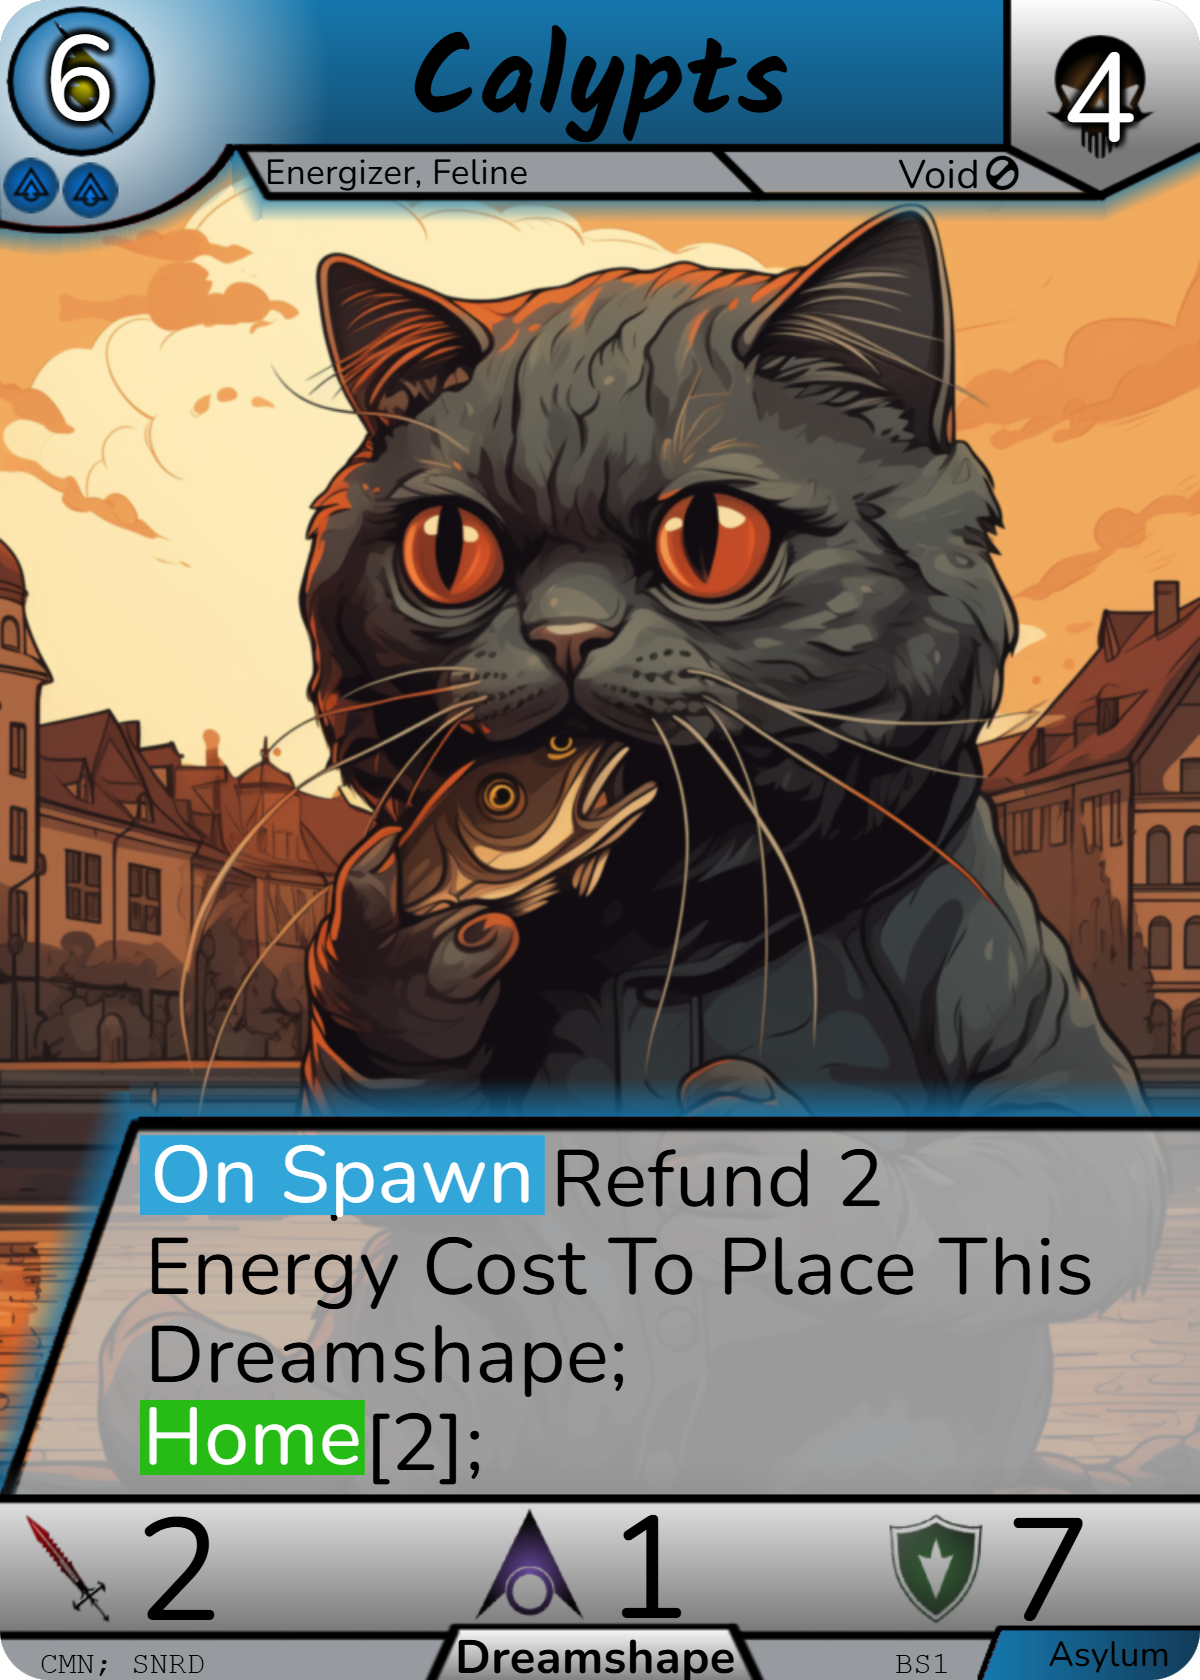 6
Calypts
4
Energizer, Feline
Void
On Spawn Refund 2
Energy Cost To Place This
Dreamshape;
Home[2];
2
1
7
CMN; SNRD
Dreamshape
BS1
Asylum